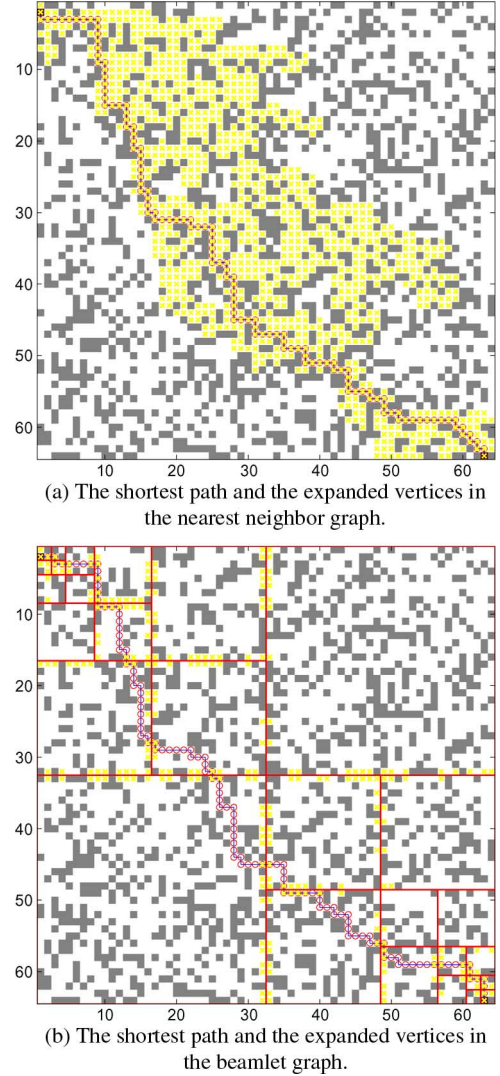 10
20
30
40
50
60
10 20 30 40 50 60
(a) The shortest path and the expanded vertices in
the nearest neighbor graph.
10
20
30
40
50
60
10 20 30 40 50 60
(b) The shortest path and the expanded vertices in
the beamlet graph.